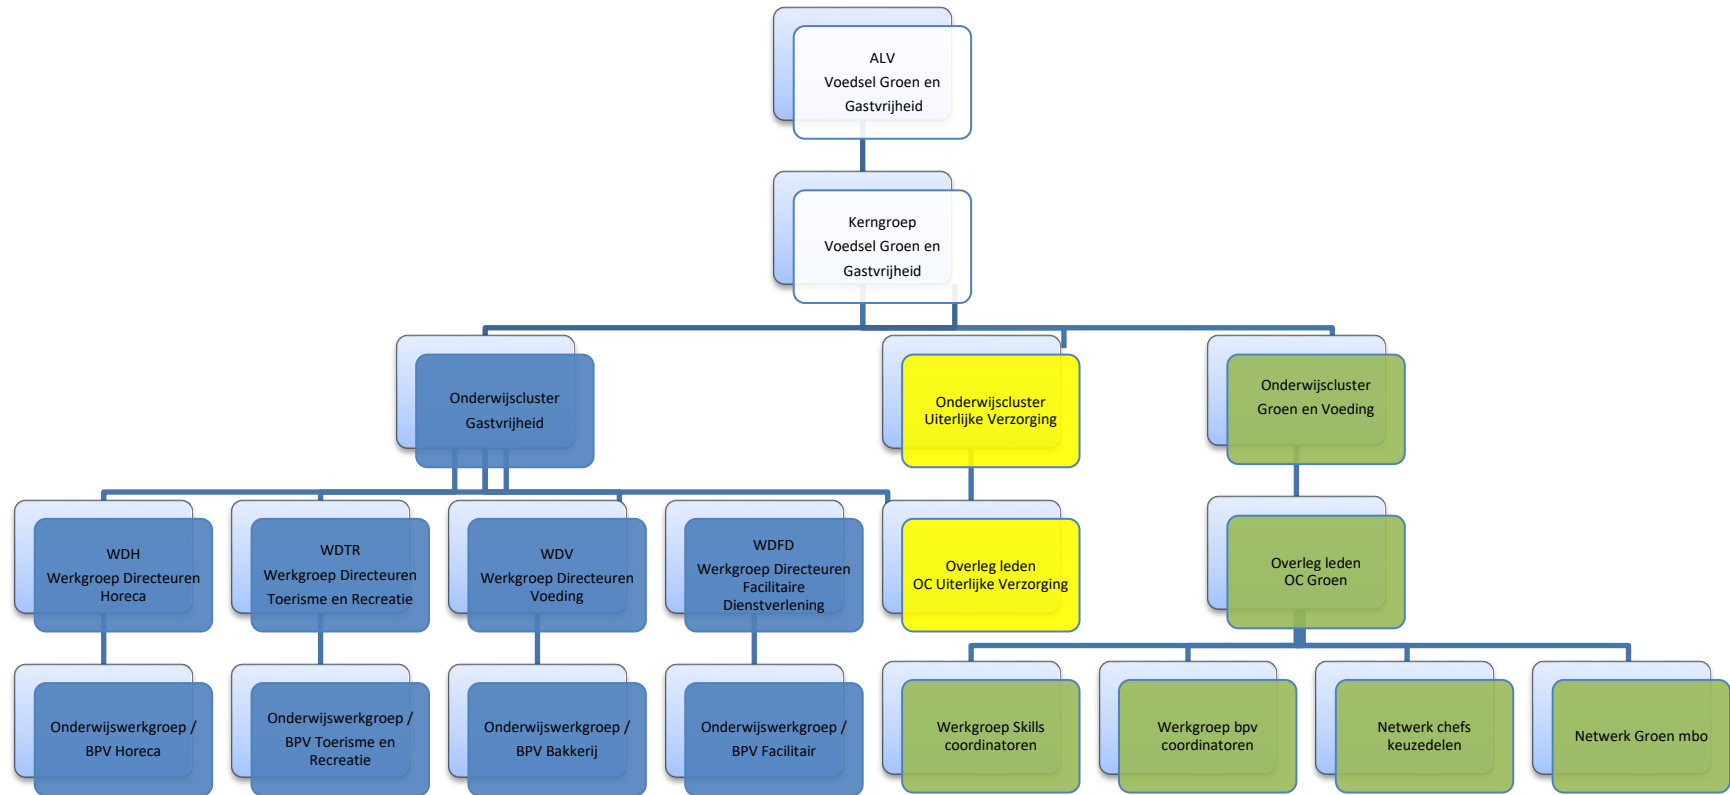 ALV
Voedsel Groen en
Gastvrijheid
Kerngroep
Voedsel Groen en
Gastvrijheid
Onderwijscluster
Gastvrijheid
Onderwijscluster
Uiterlijke Verzorging
Onderwijscluster
Groen en Voeding
WDH
Werkgroep Directeuren
Horeca
WDTR
Werkgroep Directeuren
Toerisme en Recreatie
WDV
Werkgroep Directeuren
Voeding
WDFD
Werkgroep Directeuren
Facilitaire
Dienstverlening
Overleg leden
OC Uiterlijke Verzorging
Overleg leden
OC Groen
Onderwijswerkgroep /
BPV Horeca
Onderwijswerkgroep /
BPV Toerisme en
Recreatie
Onderwijswerkgroep /
BPV Bakkerij
Onderwijswerkgroep /
BPV Facilitair
Werkgroep Skills
coordinatoren
Werkgroep bpv
coordinatoren
Netwerk chefs
keuzedelen
Netwerk Groen mbo